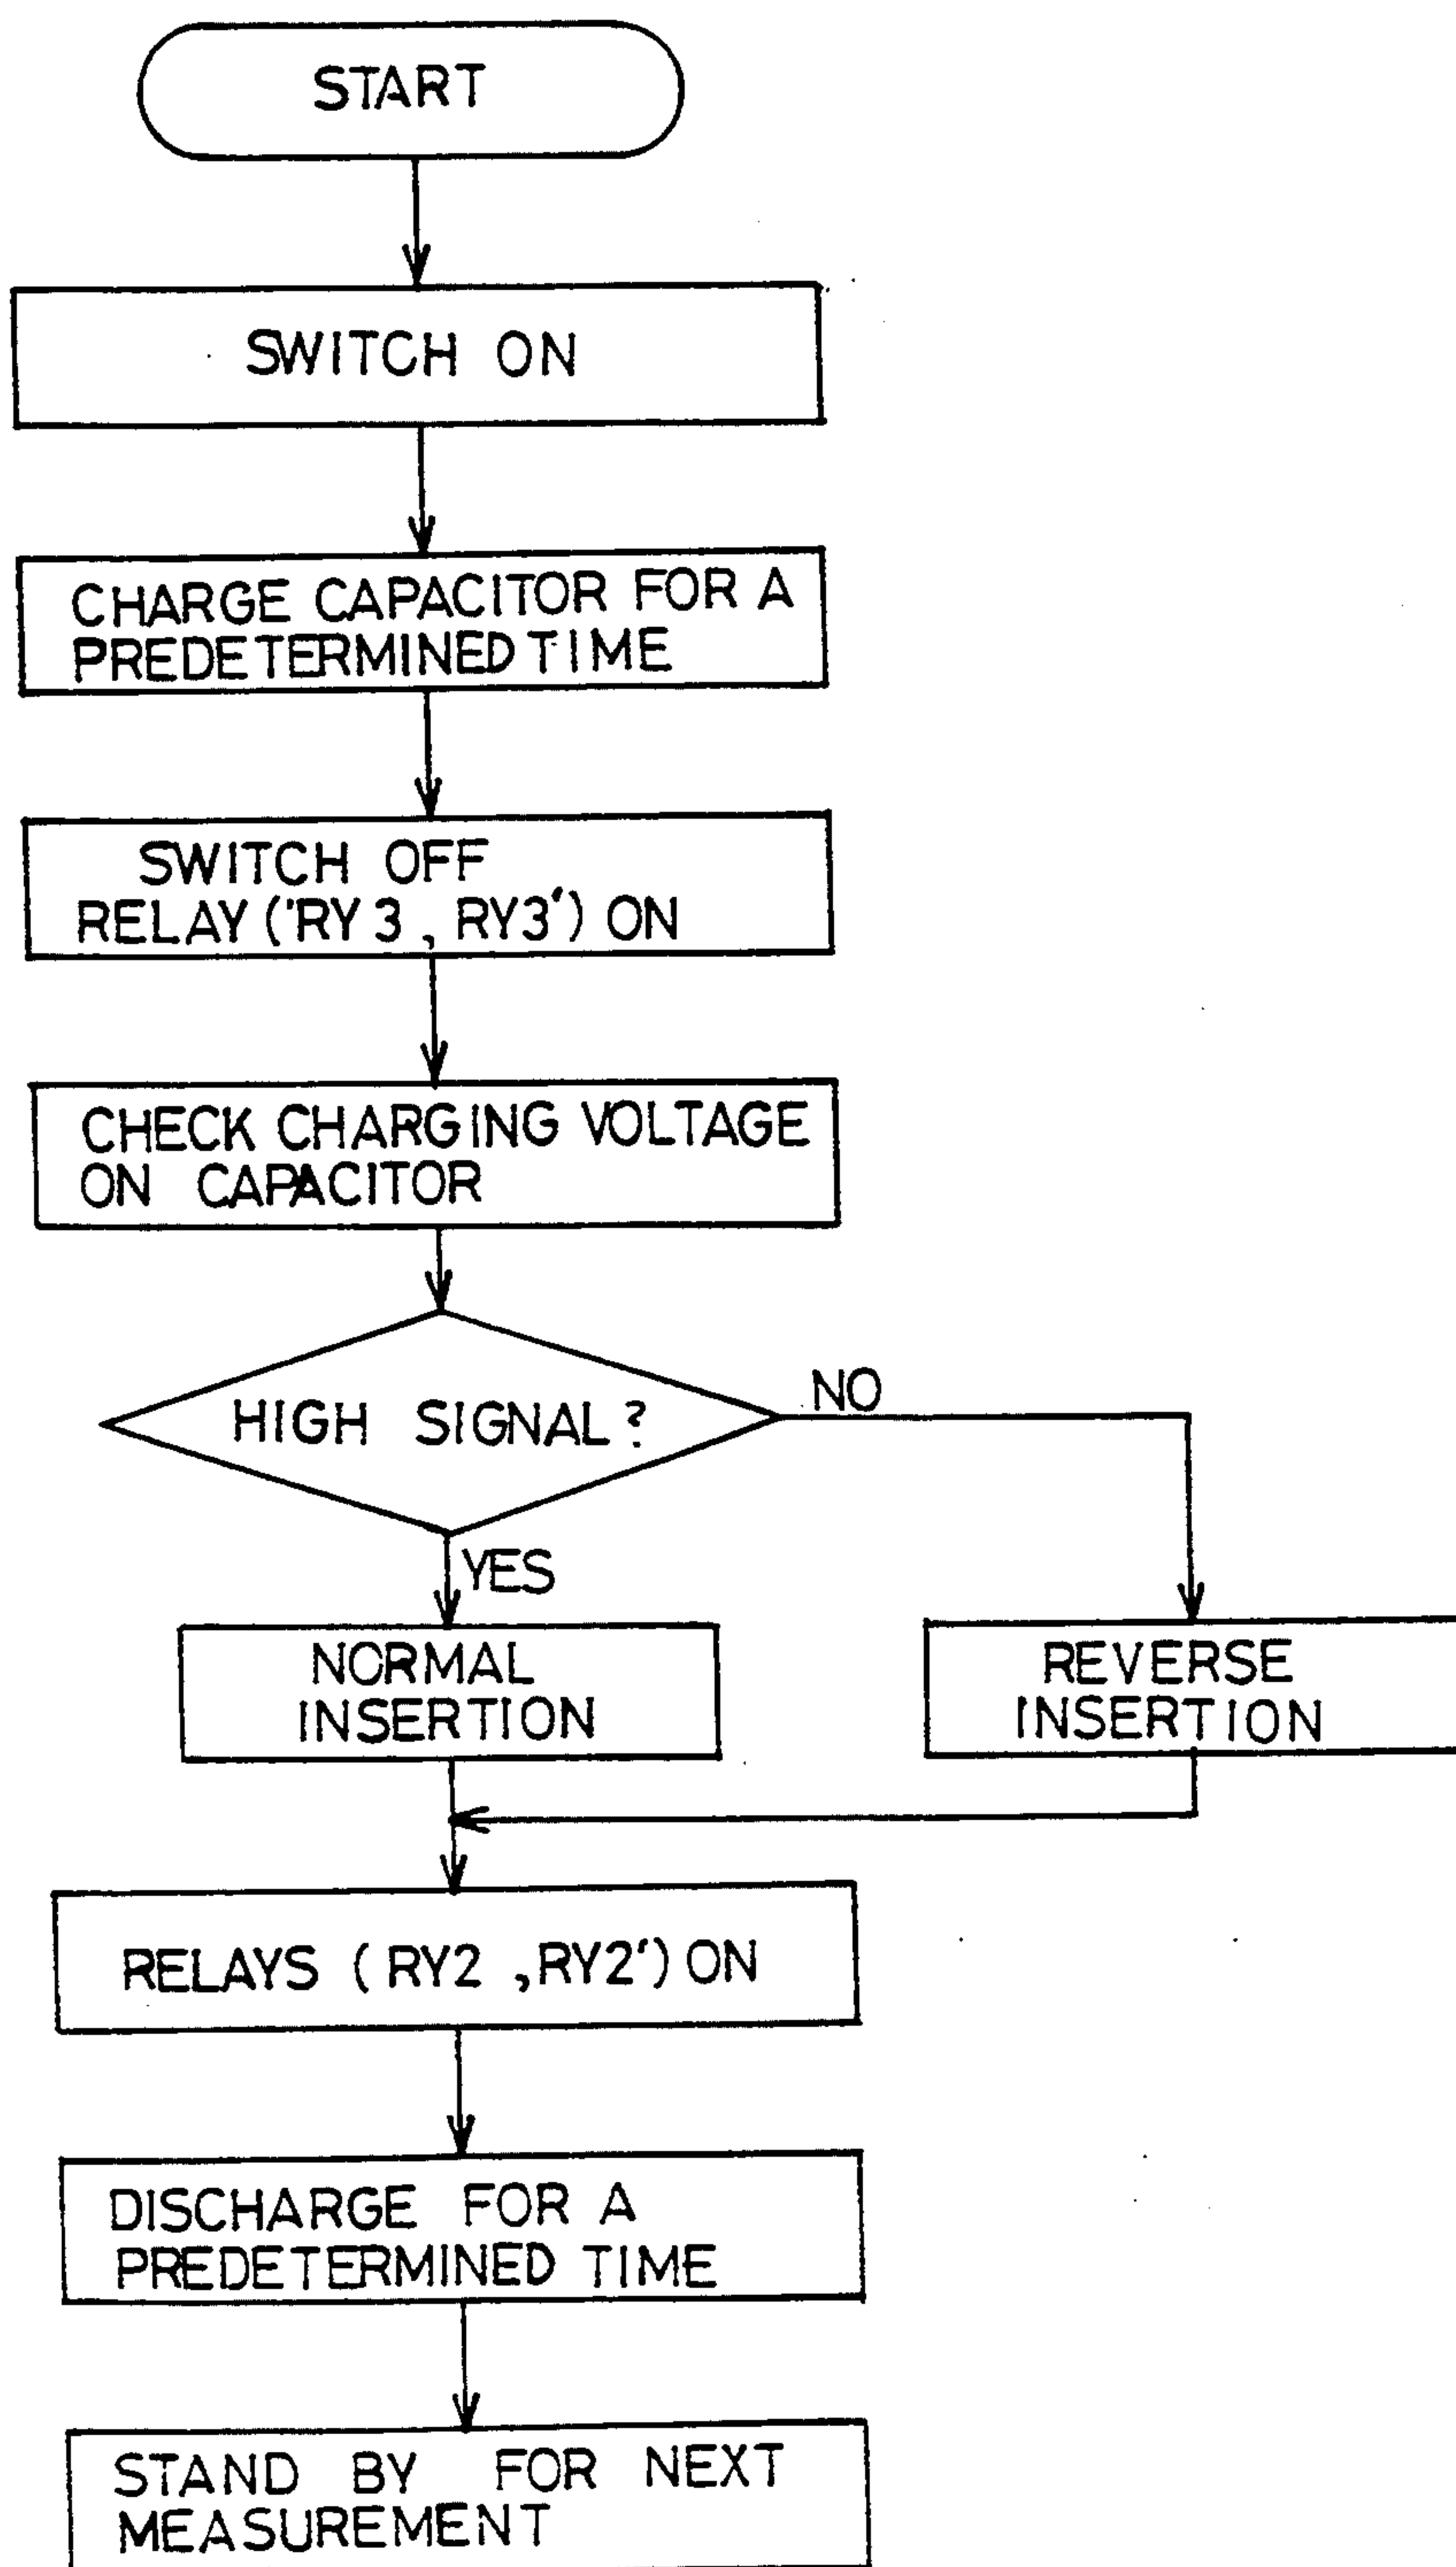 START
SWITCH ON
CHARGE CAPACITOR FOR A
PREDETERMINED TIME
SWITCH OFF
RELAY ('RY3, RY3') ON
CHECK CHARGING VOLTAGE
ON CAPACITOR
HIGH SIGNAL?
NO
YES
NORMAL
INSERTION
REVERSE
INSERTION
RELAYS (RY2, RY2') ON
DISCHARGE FOR A
PREDETERMINED TIME
STAND BY FOR NEXT
MEASUREMENT